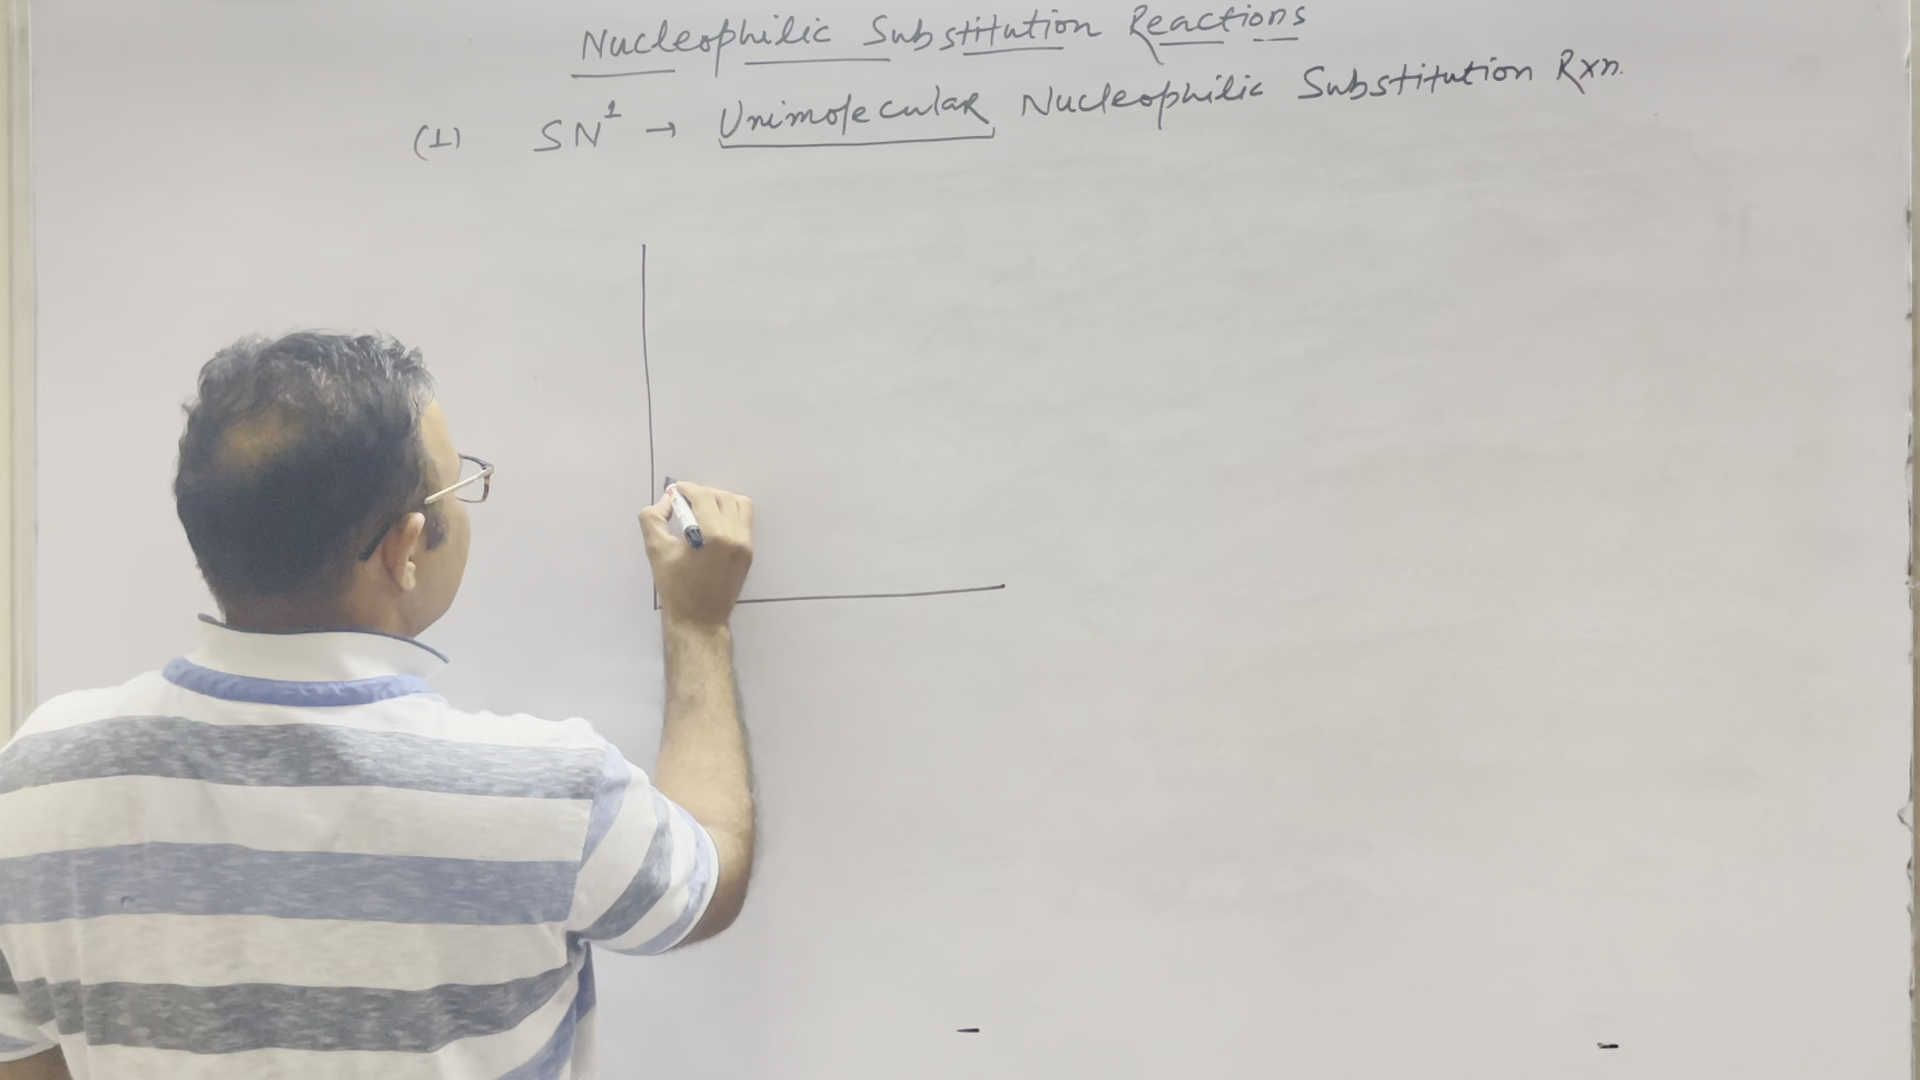 Nucleophilic Substitution Reactions
(1) SN¹ → Unimolecular Nucleophilic Substitution Rxn.